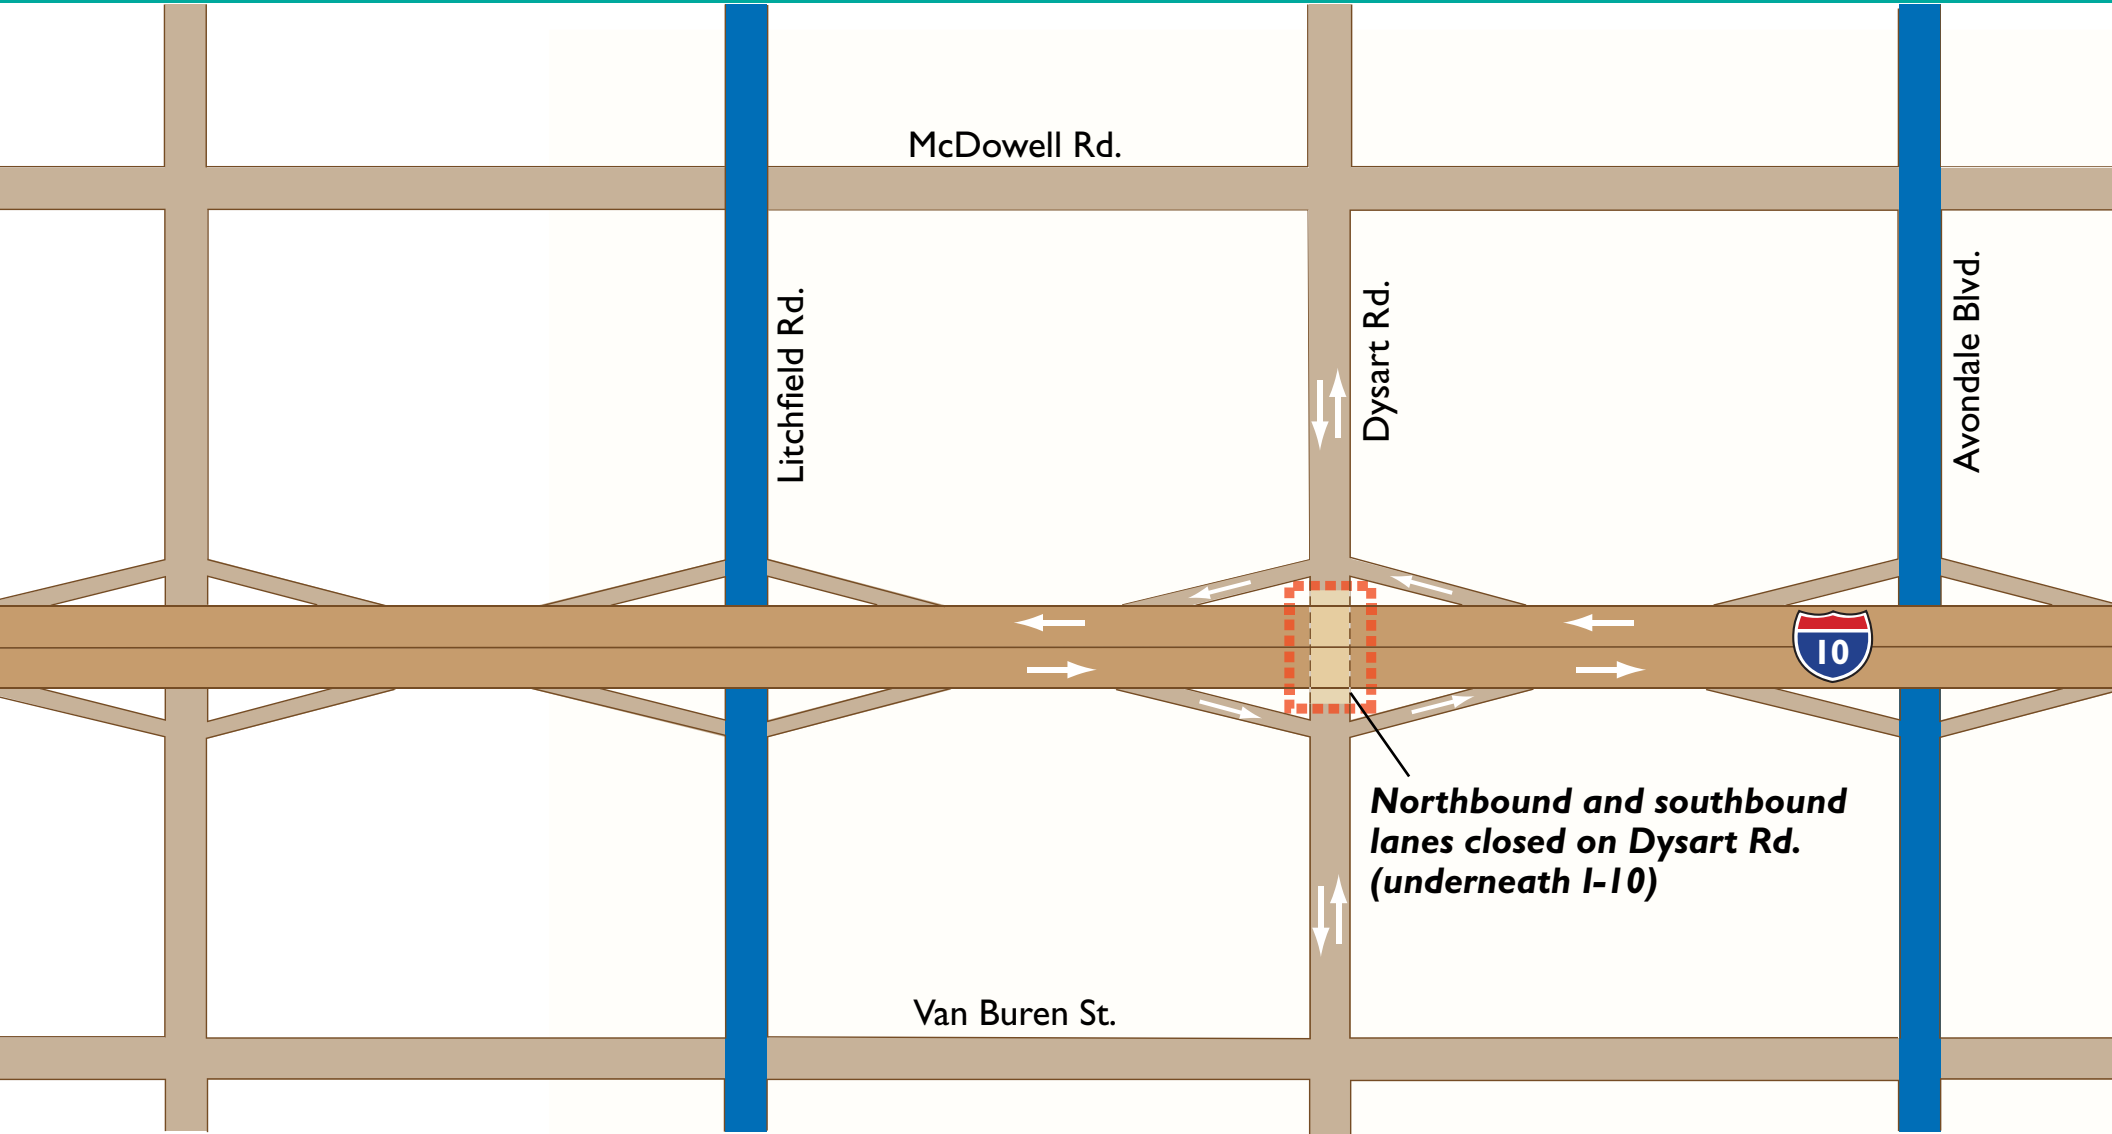 McDowell Rd.
Litchfield Rd.
Dysart Rd.
Avondale Blvd.
10
Northbound and southbound
lanes closed on Dysart Rd.
(underneath I-10)
Van Buren St.